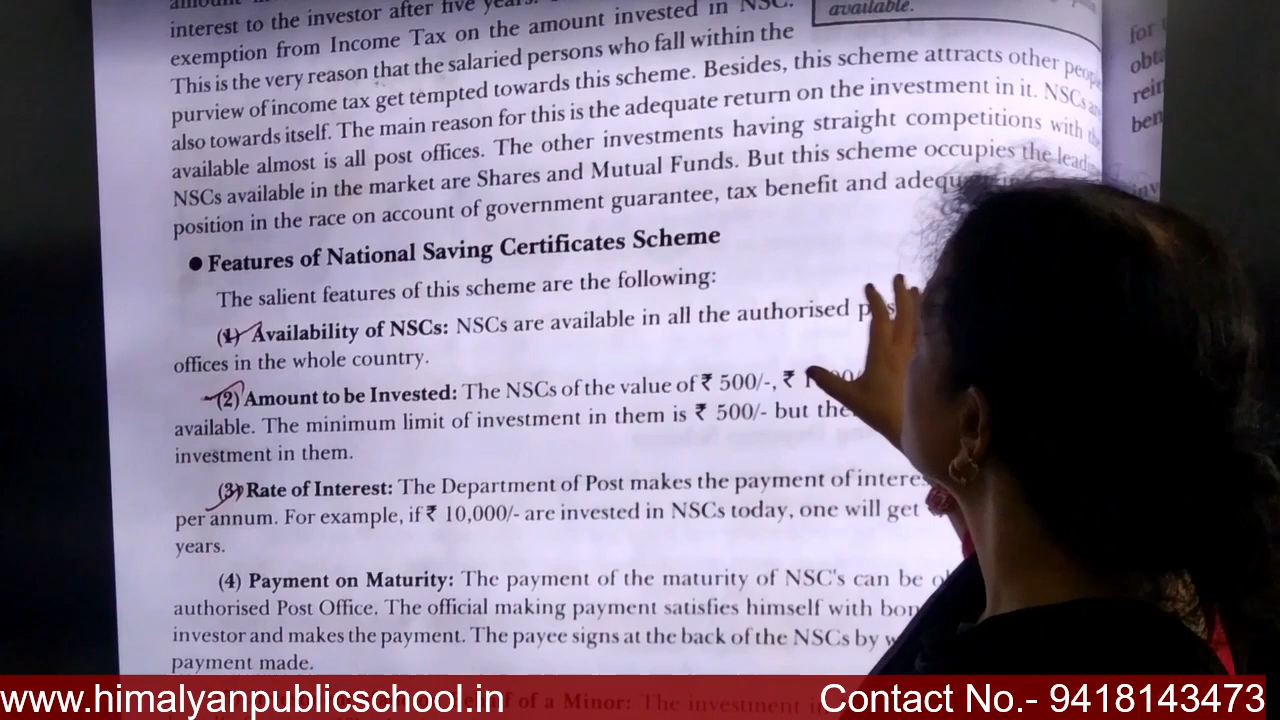 interest to the investor after five years.
exemption from Income Tax on the amount invested in NSC.
available.
This is the very reason that the salaried persons who fall within the
purview of income tax get tempted towards this scheme. Besides, this scheme attracts other
also towards itself. The main reason for this is the adequate return on the investment in it. NSCs
available almost is all post offices. The other investments having straight competitions with
NSCs available in the market are Shares and Mutual Funds. But this scheme occupies the
position in the race on account of government guarantee, tax benefit and
● Features of National Saving Certificates Scheme
The salient features of this scheme are the following:
(1) Availability of NSCs: NSCs are available in all the authorised
offices in the whole country.
(2) Amount to be Invested: The NSCs of the value of ₹ 500/-, ₹
available. The minimum limit of investment in them is ₹ 500/- but
investment in them.
(3) Rate of Interest: The Department of Post makes the payment of
per annum. For example, if ₹ 10,000/- are invested in NSCs today, one will get
years.
(4) Payment on Maturity: The payment of the maturity of NSC's can be
authorised Post Office. The official making payment satisfies himself with
investor and makes the payment. The payee signs at the back of the NSCs by
payment made.
of a Minor: The investment
for
ben
www.himalyanpublicschool.in
Contact No.- 9418143473